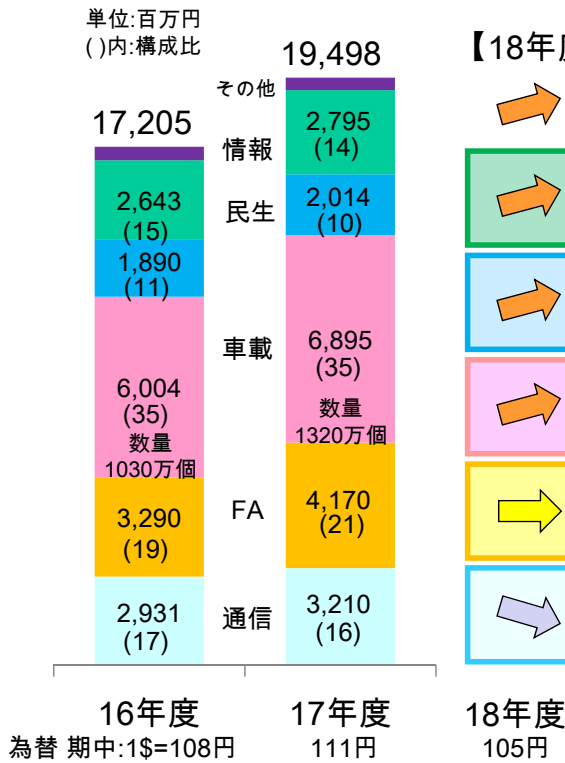 単位:百万円
( )内:構成比
19,498
【18年度
その他
17,205
2,795
(14)
情報
2,643
(15)
2,014
(10)
民生
1,890
(11)
車載
6,895
(35)
6,004
(35)
数量
1320万個
数量
1030万個
FA
4,170
(21)
3,290
(19)
通信
3,210
(16)
2,931
(17)
16年度
17年度
18年度
為替 期中:1$=108円
111円
105円